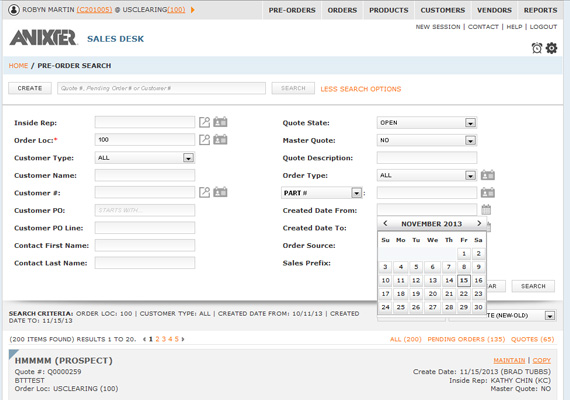 ROBYN MARTIN (C201005) @ USCLEARING(100)
PRE-ORDERS ORDERS PRODUCTS CUSTOMERS VENDORS REPORTS
NEW SESSION | CONTACT | HELP | LOGOUT
ANIXTER SALES DESK
HOME / PRE-ORDER SEARCH
CREATE Quote #, Pending Order# or Customer# SEARCH LESS SEARCH OPTIONS
Inside Rep: Quote State: OPEN
Order Loc:* 100 Master Quote: NO
Customer Type: ALL Quote Description:
Customer Name: Order Type: ALL
Customer #: PART # :
Customer PO: STARTS WITH... Created Date From:
Customer PO Line: Created Date To:
Contact First Name: Order Source:
Contact Last Name: Sales Prefix:
NOVEMBER 2013
Su Mo Tu We Th Fr Sa
1 2
3 4 5 6 7 8 9
10 11 12 13 14 15 16
17 18 19 20 21 22 23
24 25 26 27 28 29 30
AR SEARCH
SEARCH CRITERIA: ORDER LOC: 100 | CUSTOMER TYPE: ALL | CREATED DATE FROM: 10/11/13 | CREATED
DATE TO: 11/15/13
TE (NEW-OLD)
(200 ITEMS FOUND) RESULTS 1 TO 20. 1 2 3 4 5 ALL (200) PENDING ORDERS (135) QUOTES (65)
HMMMM (PROSPECT) MAINTAIN | COPY
Quote #: Q0000259 Create Date: 11/15/2013 (BRAD TUBBS)
BTTTEST Inside Rep: KATHY CHIN (KC)
Order Loc: USCLEARING (100) Master Quote: NO